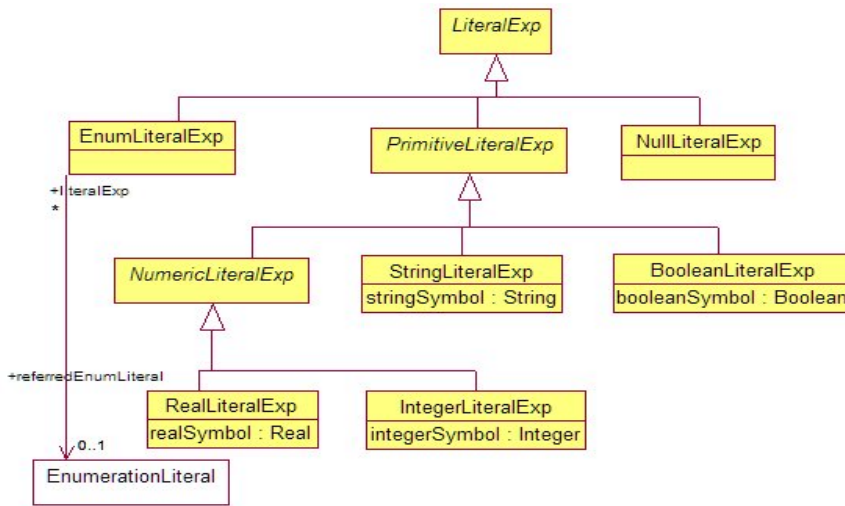 LiteralExp
EnumLiteralExp
PrimitiveLiteralExp
NullLiteralExp
+literalExp
*
NumericLiteralExp
StringLiteralExp
stringSymbol : String
BooleanLiteralExp
booleanSymbol : Boolean
+referredEnumLiteral
RealLiteralExp
realSymbol : Real
IntegerLiteralExp
integerSymbol : Integer
0..1
EnumerationLiteral